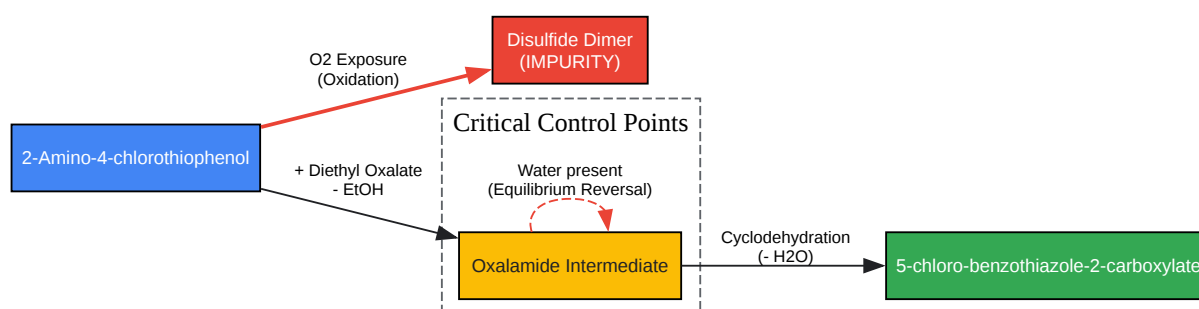 Disulfide Dimer
(IMPURITY)
O2 Exposure
(Oxidation)
Critical Control Points
2-Amino-4-chlorothiophenol
+ Diethyl Oxalate
- EtOH
Water present
(Equilibrium Reversal)
Oxalamide Intermediate
Cyclodehydration
(- H2O)
5-chloro-benzothiazole-2-carboxylate